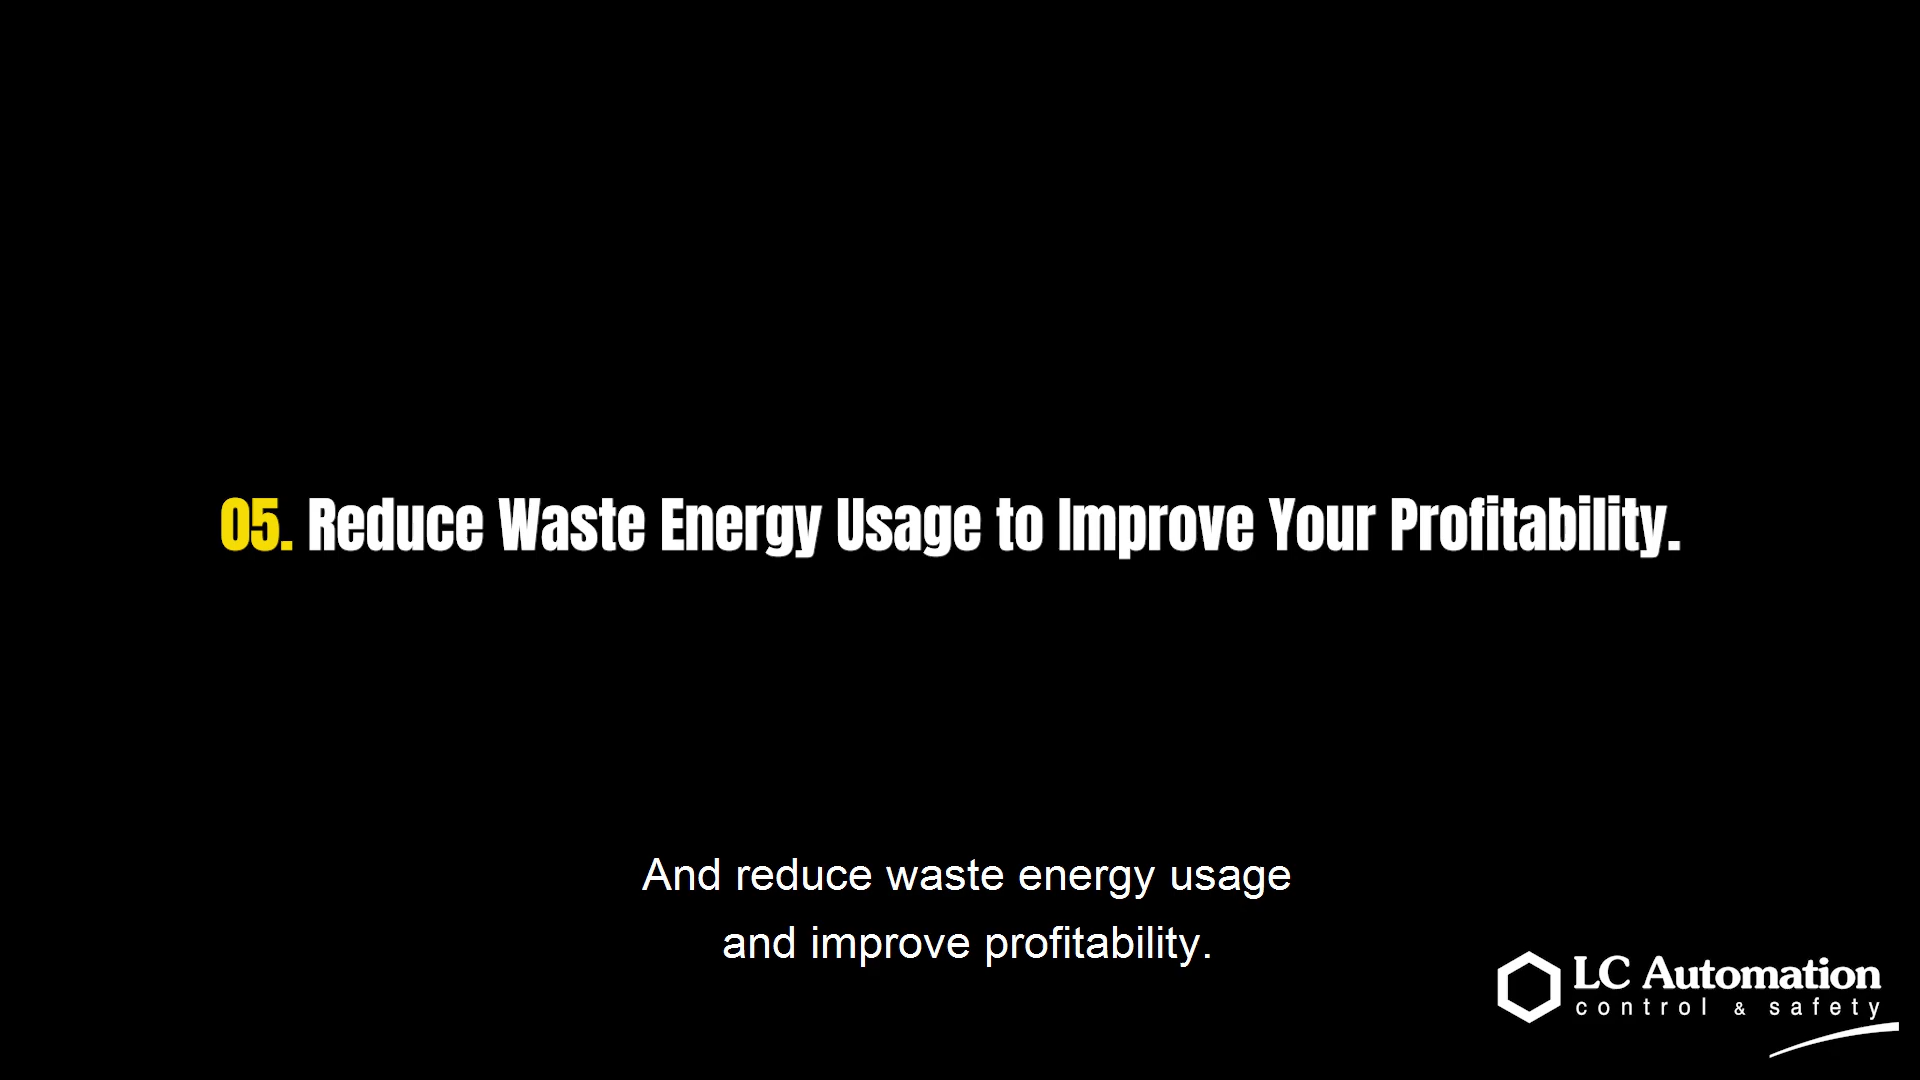 05. Reduce Waste Energy Usage to Improve Your Profitability.
And reduce waste energy usage
and improve profitability.
LC Automation
control & safety